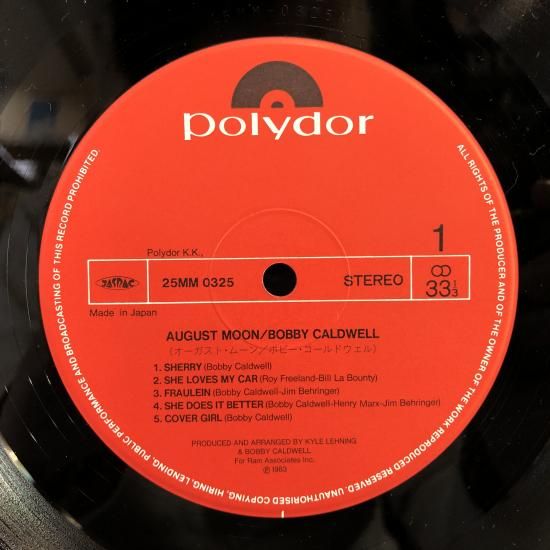 25MM-0325A
polydor
ALL RIGHTS OF THE PRODUCER AND OF THE OWNER OF THE WORK REPRODUCED RESERVED. UNAUTHORISED COPYING, HIRING, LENDING, PUBLIC PERFORMANCE AND BROADCASTING OF THIS RECORD PROHIBITED.
1
Polydor K.K.,
JASRAC
25MM 0325
STEREO
33 1/3
Made in Japan
AUGUST MOON/BOBBY CALDWELL
(オーガスト・ムーン/ボビー・コールドウェル)
1. SHERRY (Bobby Caldwell)
2. SHE LOVES MY CAR (Roy Freeland-Bill La Bounty)
3. FRAULEIN (Bobby Caldwell-Jim Behringer)
4. SHE DOES IT BETTER (Bobby Caldwell-Henry Marx-Jim Behringer)
5. COVER GIRL (Bobby Caldwell)
PRODUCED AND ARRANGED BY KYLE LEHNING
& BOBBY CALDWELL
For Ram Associates Inc.
℗ 1983